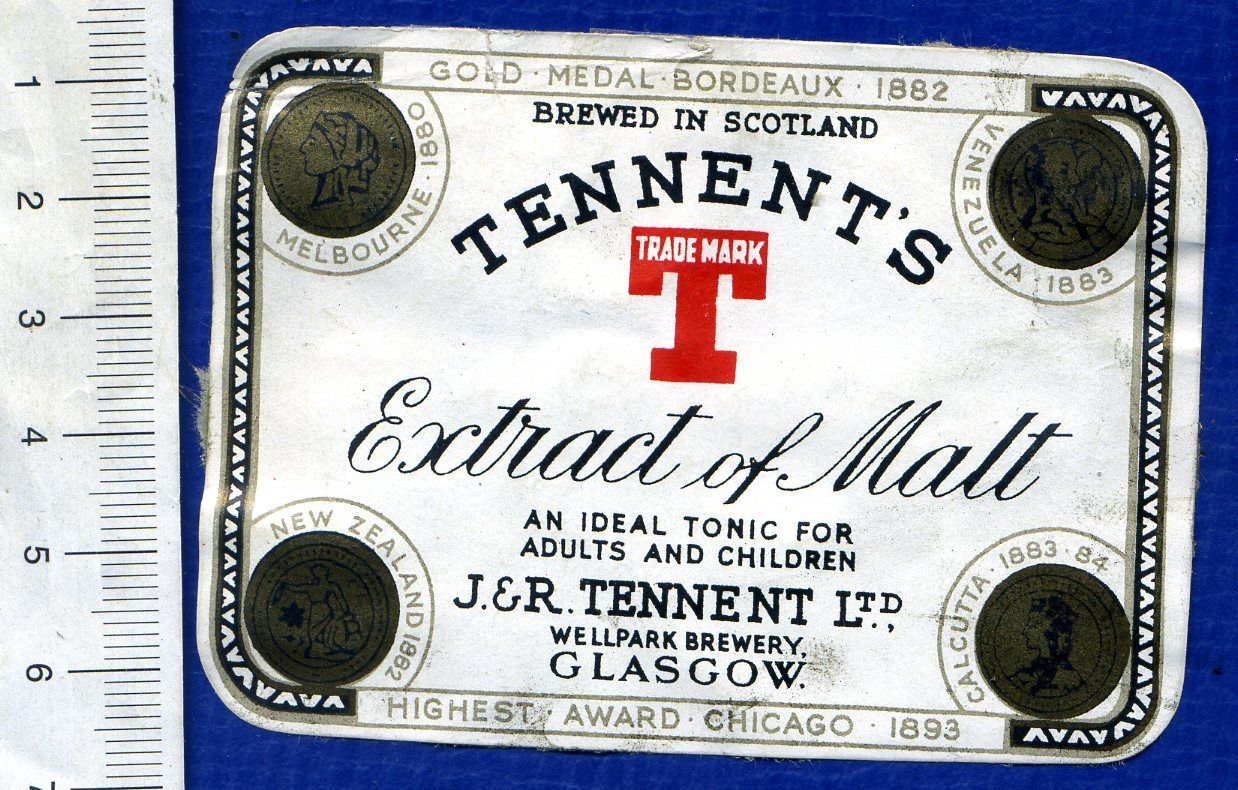 GOLD · MEDAL · BORDEAUX · 1882
BREWED IN SCOTLAND
MELBOURNE · 1880
VENEZUELA · 1883
TENNENT'S
TRADE MARK
T
Extract of Malt
AN IDEAL TONIC FOR
ADULTS AND CHILDREN
J.&R. TENNENT LTD.,
WELLPARK BREWERY,
GLASGOW.
NEW ZEALAND 1882
CALCUTTA · 1883 · 84
HIGHEST · AWARD · CHICAGO · 1893
1
2
3
4
5
6
7